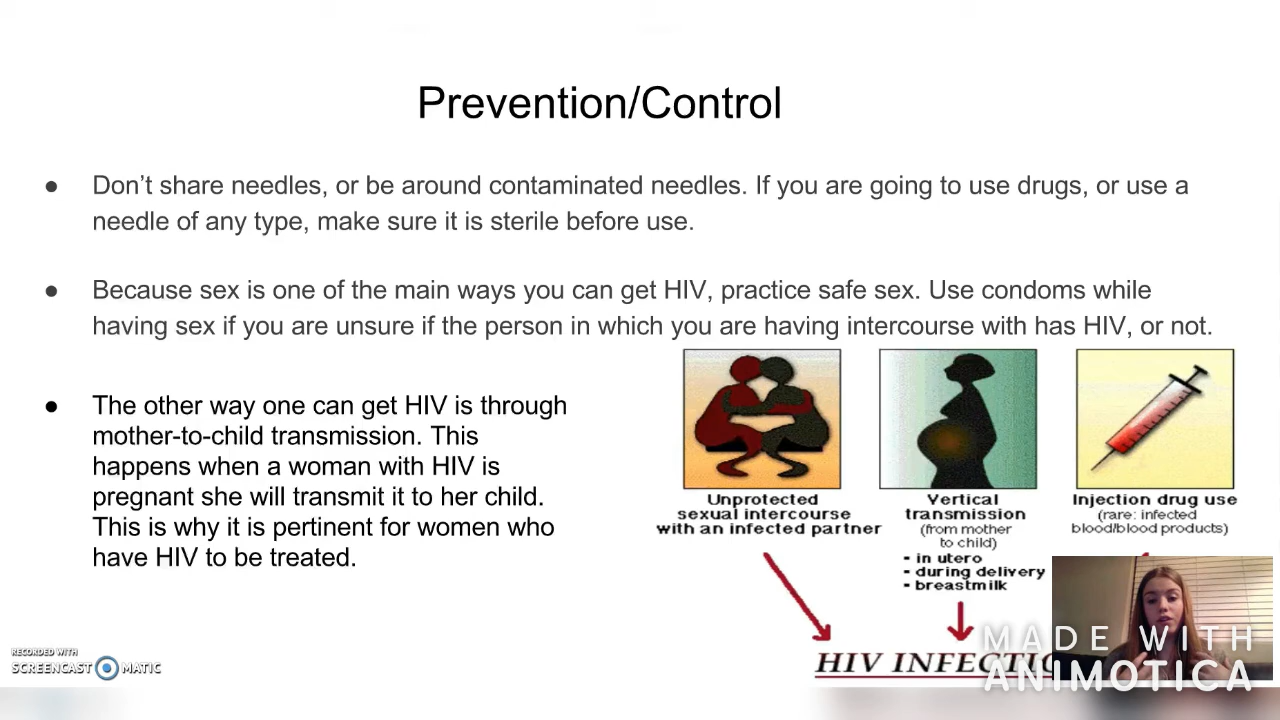 Prevention/Control
● Don’t share needles, or be around contaminated needles. If you are going to use drugs, or use a
needle of any type, make sure it is sterile before use.
● Because sex is one of the main ways you can get HIV, practice safe sex. Use condoms while
having sex if you are unsure if the person in which you are having intercourse with has HIV, or not.
● The other way one can get HIV is through
mother-to-child transmission. This
happens when a woman with HIV is
pregnant she will transmit it to her child.
This is why it is pertinent for women who
have HIV to be treated.
Unprotected
sexual intercourse
with an infected partner
Vertical
transmission
(from mother
to child)
- in utero
- during delivery
- breastmilk
Injection drug use
(rare: infected
blood/blood products)
HIV INFECTIO
RECORDED WITH
SCREENCAST MATIC
MADE WITH
ANIMOTICA